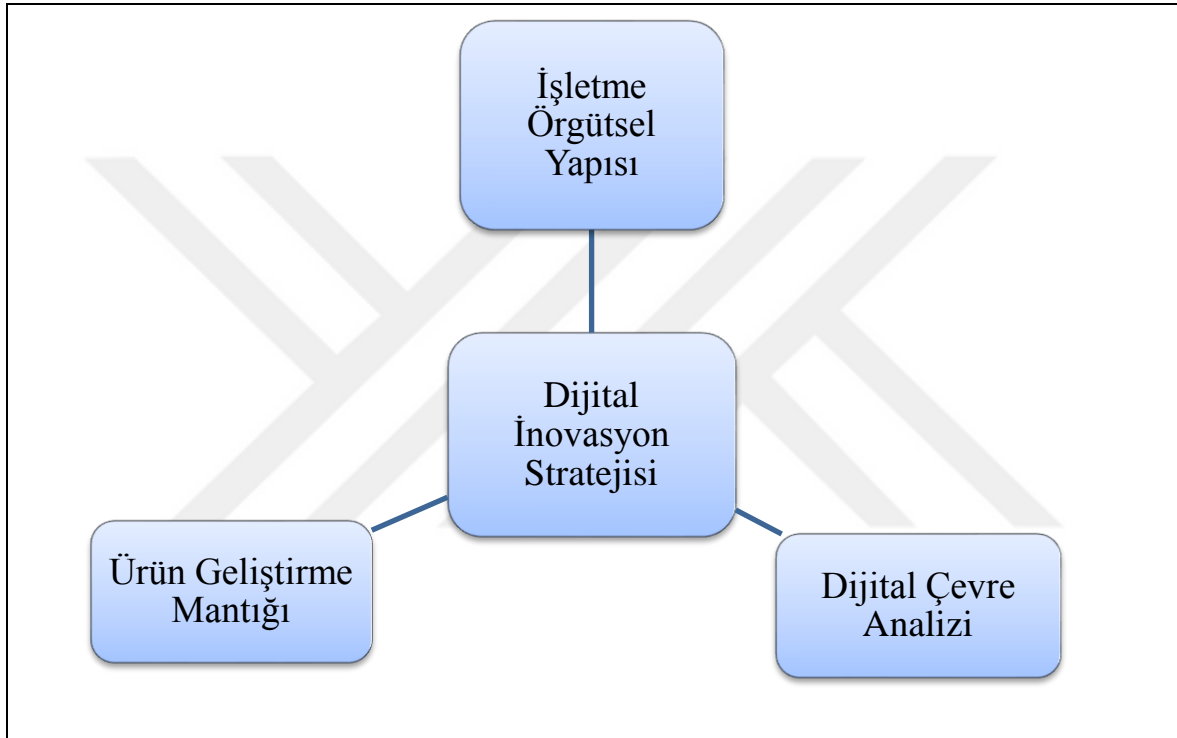 İşletme
Örgütsel
Yapısı
Dijital
İnovasyon
Stratejisi
Ürün Geliştirme
Mantığı
Dijital Çevre
Analizi